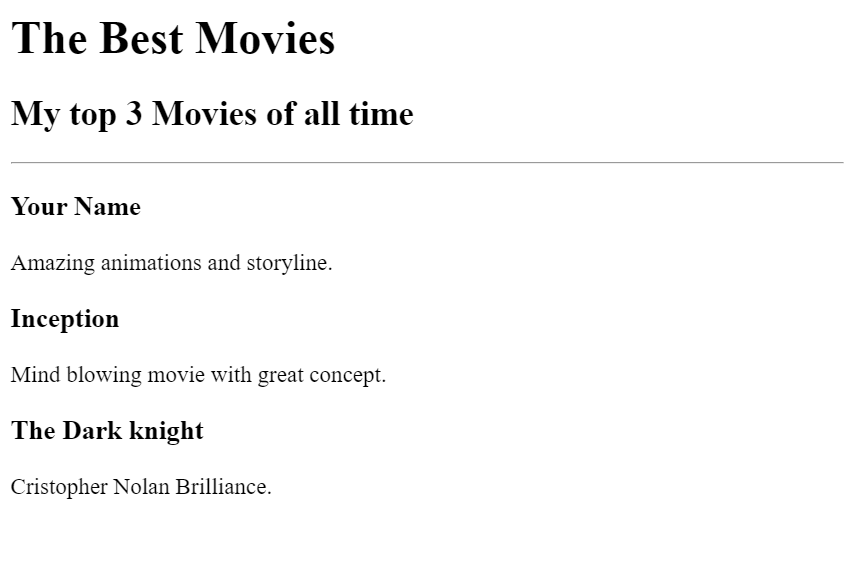 The Best Movies
My top 3 Movies of all time
Your Name
Amazing animations and storyline.
Inception
Mind blowing movie with great concept.
The Dark knight
Cristopher Nolan Brilliance.